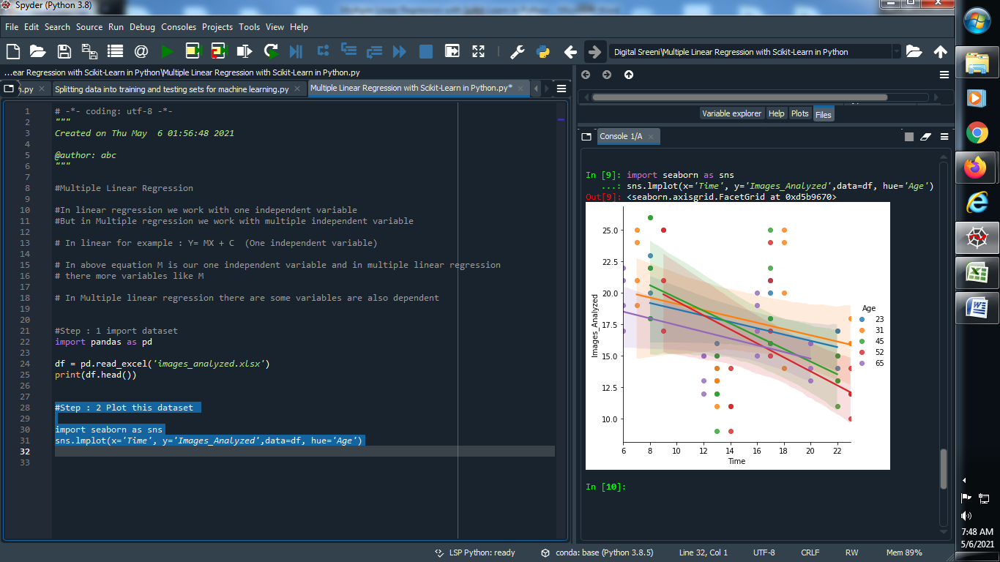 Spyder (Python 3.8)
File Edit Search Source Run Debug Consoles Projects Tools View Help
Digital Sreeni\Multiple Linear Regression with Scikit-Learn in Python
...ear Regression with Scikit-Learn in Python\Multiple Linear Regression with Scikit-Learn in Python.py
n.py Splitting data into training and testing sets for machine learning.py Multiple Linear Regression with Scikit-Learn in Python.py*
1 # -*- coding: utf-8 -*-
2 """
3 Created on Thu May  6 01:56:48 2021
4
5 @author: abc
6 """
7
8 #Multiple Linear Regression
9
10 #In linear regression we work with one independent variable
11 #But in Multiple regression we work with multiple independent variable
12
13 # In linear for example : Y= MX + C  (One independent variable)
14
15 # In above equation M is our one independent variable and in multiple linear regression
16 # there more variables like M
17
18 # In Multiple linear regression there are some variables are also dependent
19
20
21 #Step : 1 import dataset
22 import pandas as pd
23
24 df = pd.read_excel('images_analyzed.xlsx')
25 print(df.head())
26
27
28 #Step : 2 Plot this dataset
29
30 import seaborn as sns
31 sns.lmplot(x='Time', y='Images_Analyzed',data=df, hue='Age')
32
33
Variable explorer Help Plots Files
Console 1/A
In [9]: import seaborn as sns
...: sns.lmplot(x='Time', y='Images_Analyzed',data=df, hue='Age')
Out[9]: <seaborn.axisgrid.FacetGrid at 0xd5b9670>
25.0
22.5
20.0
17.5
15.0
12.5
10.0
Images_Analyzed
6 8 10 12 14 16 18 20 22
Time
Age
23
31
45
52
65
In [10]:
LSP Python: ready conda: base (Python 3.8.5) Line 32, Col 1 UTF-8 CRLF RW Mem 89%
7:48 AM
5/6/2021